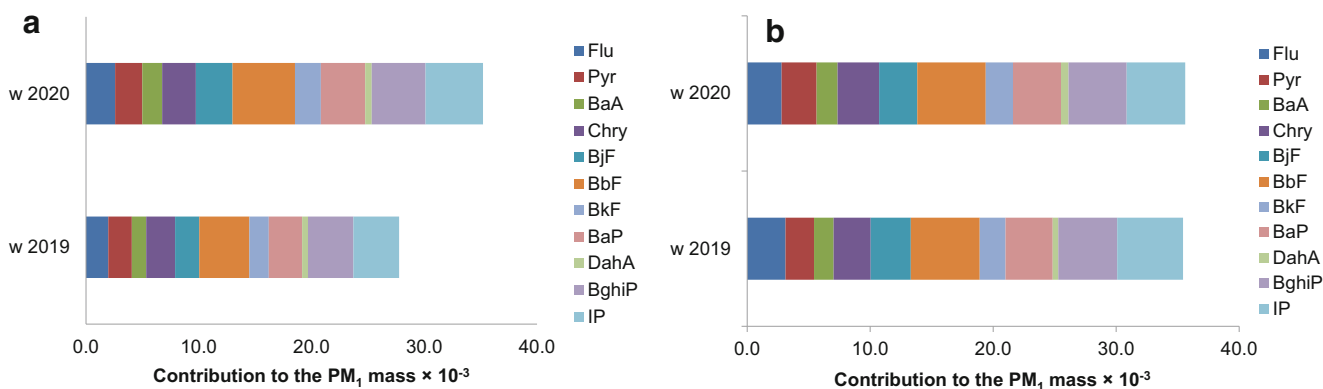 a
w 2020
w 2019
0.0 10.0 20.0 30.0 40.0
Contribution to the PM₁ mass × 10⁻³
Flu
Pyr
BaA
Chry
BjF
BbF
BkF
BaP
DahA
BghiP
IP
b
w 2020
w 2019
0.0 10.0 20.0 30.0 40.0
Contribution to the PM₁ mass × 10⁻³
Flu
Pyr
BaA
Chry
BjF
BbF
BkF
BaP
DahA
BghiP
IP